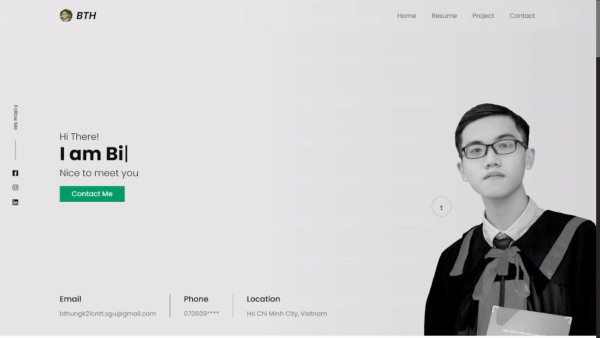 BTH
Home Resume Project Contact
Follow Me
Hi There!
I am Bi|
Nice to meet you
Contact Me
Email
bthungk21cntt.sgu@gmail.com
Phone
070609****
Location
Ho Chi Minh City, Vietnam